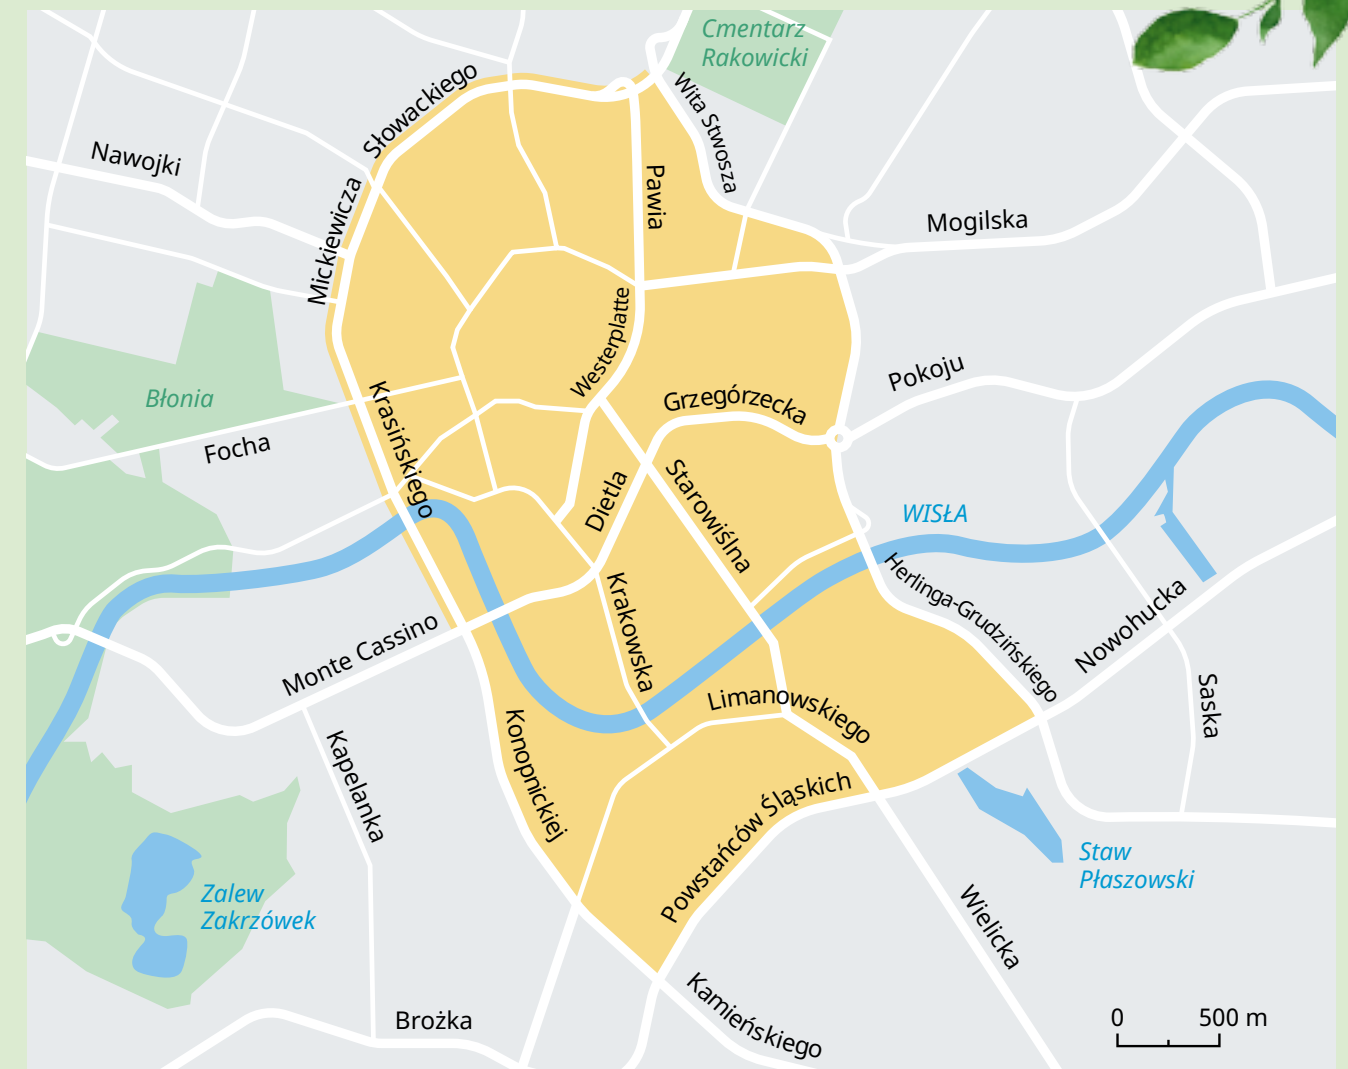 Cmentarz
Rakowicki
Słowackiego
Wita Stwosza
Nawojki
Pawia
Mickiewicza
Mogilska
Westerplatte
Pokoju
Błonia
Krasińskiego
Grzegórzecka
Focha
Dietla
Starowiślna
WISŁA
Herlinga-Grudzińskiego
Krakowska
Nowohucka
Monte Cassino
Limanowskiego
Saska
Konopnickiej
Kapelanka
Powstańców Śląskich
Staw
Płaszowski
Zalew
Zakrzówek
Wielicka
Kamieńskiego
Brożka
0 500 m